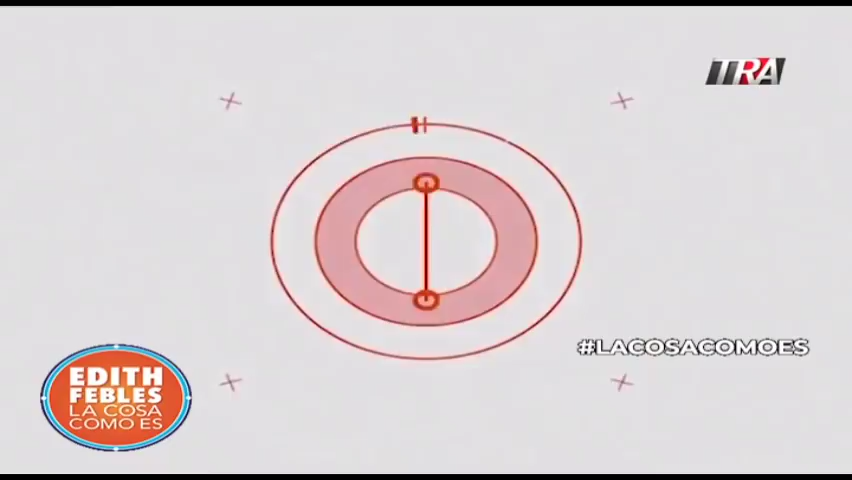 TRA
#LACOSACOMOES
EDITH
FEBLES
LA COSA
COMO ES